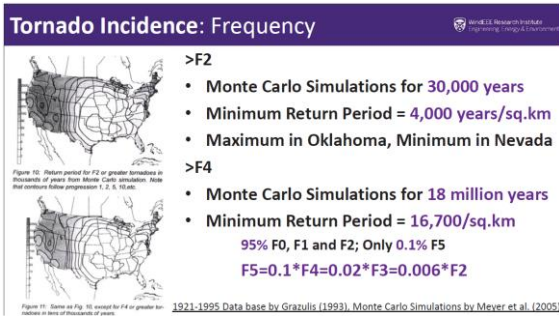 Tornado Incidence: Frequency
WindEEE Research Institute
Engineering, Energy & Environment
>F2
• Monte Carlo Simulations for 30,000 years
• Minimum Return Period = 4,000 years/sq.km
• Maximum in Oklahoma, Minimum in Nevada
>F4
• Monte Carlo Simulations for 18 million years
• Minimum Return Period = 16,700/sq.km
95% F0, F1 and F2; Only 0.1% F5
F5=0.1*F4=0.02*F3=0.006*F2
Figure 10: Return period for F2 or greater tornadoes in
thousands of years from Monte Carlo simulation. Note
that contours follow progression 1, 2, 5, 10,etc.
Figure 11: Same as Fig. 10, except for F4 or greater tor-
nadoes in tens of thousands of years.
1921-1995 Data base by Grazulis (1993), Monte Carlo Simulations by Meyer et al. (2005)